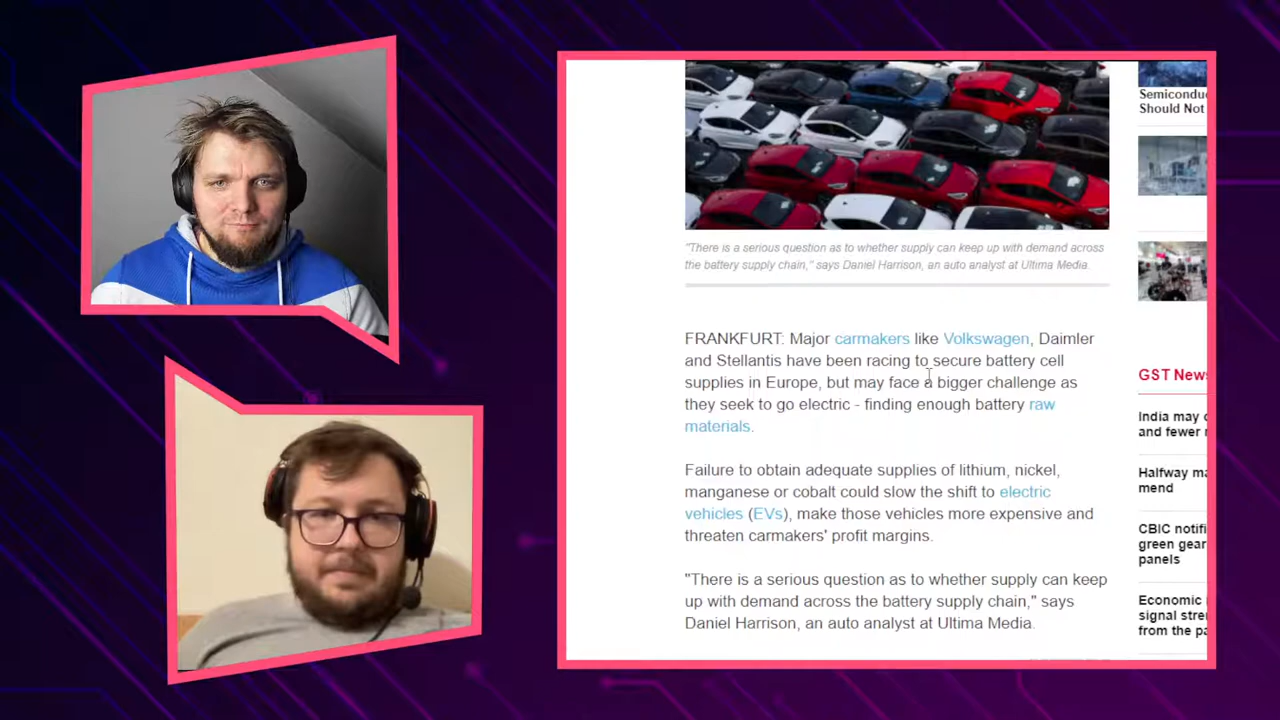 "There is a serious question as to whether supply can keep up with demand across
the battery supply chain," says Daniel Harrison, an auto analyst at Ultima Media.
FRANKFURT: Major carmakers like Volkswagen, Daimler
and Stellantis have been racing to secure battery cell
supplies in Europe, but may face a bigger challenge as
they seek to go electric - finding enough battery raw
materials.
Failure to obtain adequate supplies of lithium, nickel,
manganese or cobalt could slow the shift to electric
vehicles (EVs), make those vehicles more expensive and
threaten carmakers' profit margins.
"There is a serious question as to whether supply can keep
up with demand across the battery supply chain," says
Daniel Harrison, an auto analyst at Ultima Media.
Should Not
GST News
India may
and fewer
Halfway
mend
CBIC
green gear
panels
Economic
signal
from the